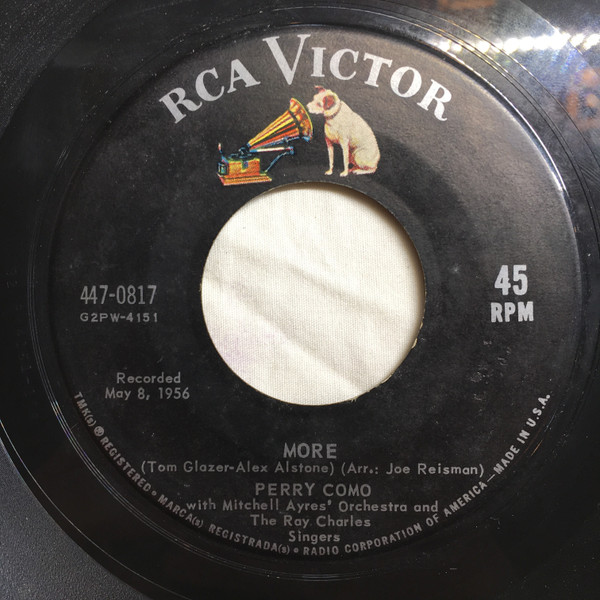 RCA VICTOR
447-0817
G2PW-4151
45
RPM
Recorded
May 8, 1956
MORE
(Tom Glazer-Alex Alstone) (Arr.: Joe Reisman)
PERRY COMO
with Mitchell Ayres' Orchestra and
The Ray Charles
Singers
TMK(s) ® REGISTERED • MARCA(s) REGISTRADA(s) • RADIO CORPORATION OF AMERICA—MADE IN U.S.A.